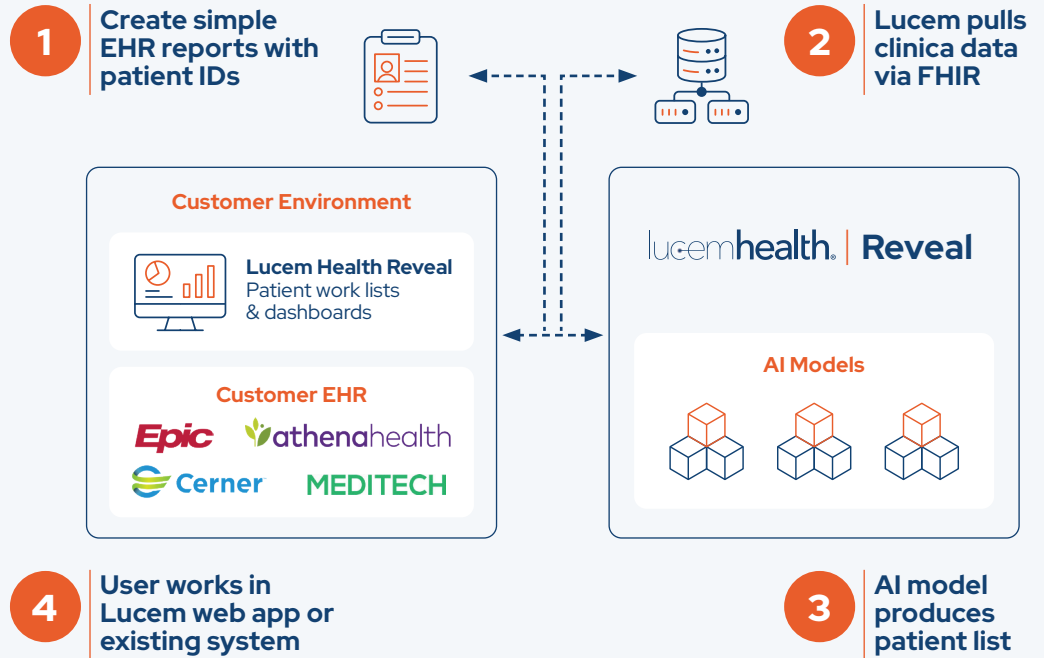 1
Create simple
EHR reports with
patient IDs
2
Lucem pulls
clinica data
via FHIR
Customer Environment
Lucem Health Reveal
Patient work lists
& dashboards
Customer EHR
Epic
athenahealth
Cerner
MEDITECH
lucemhealth. | Reveal
AI Models
4
User works in
Lucem web app or
existing system
3
AI model
produces
patient list